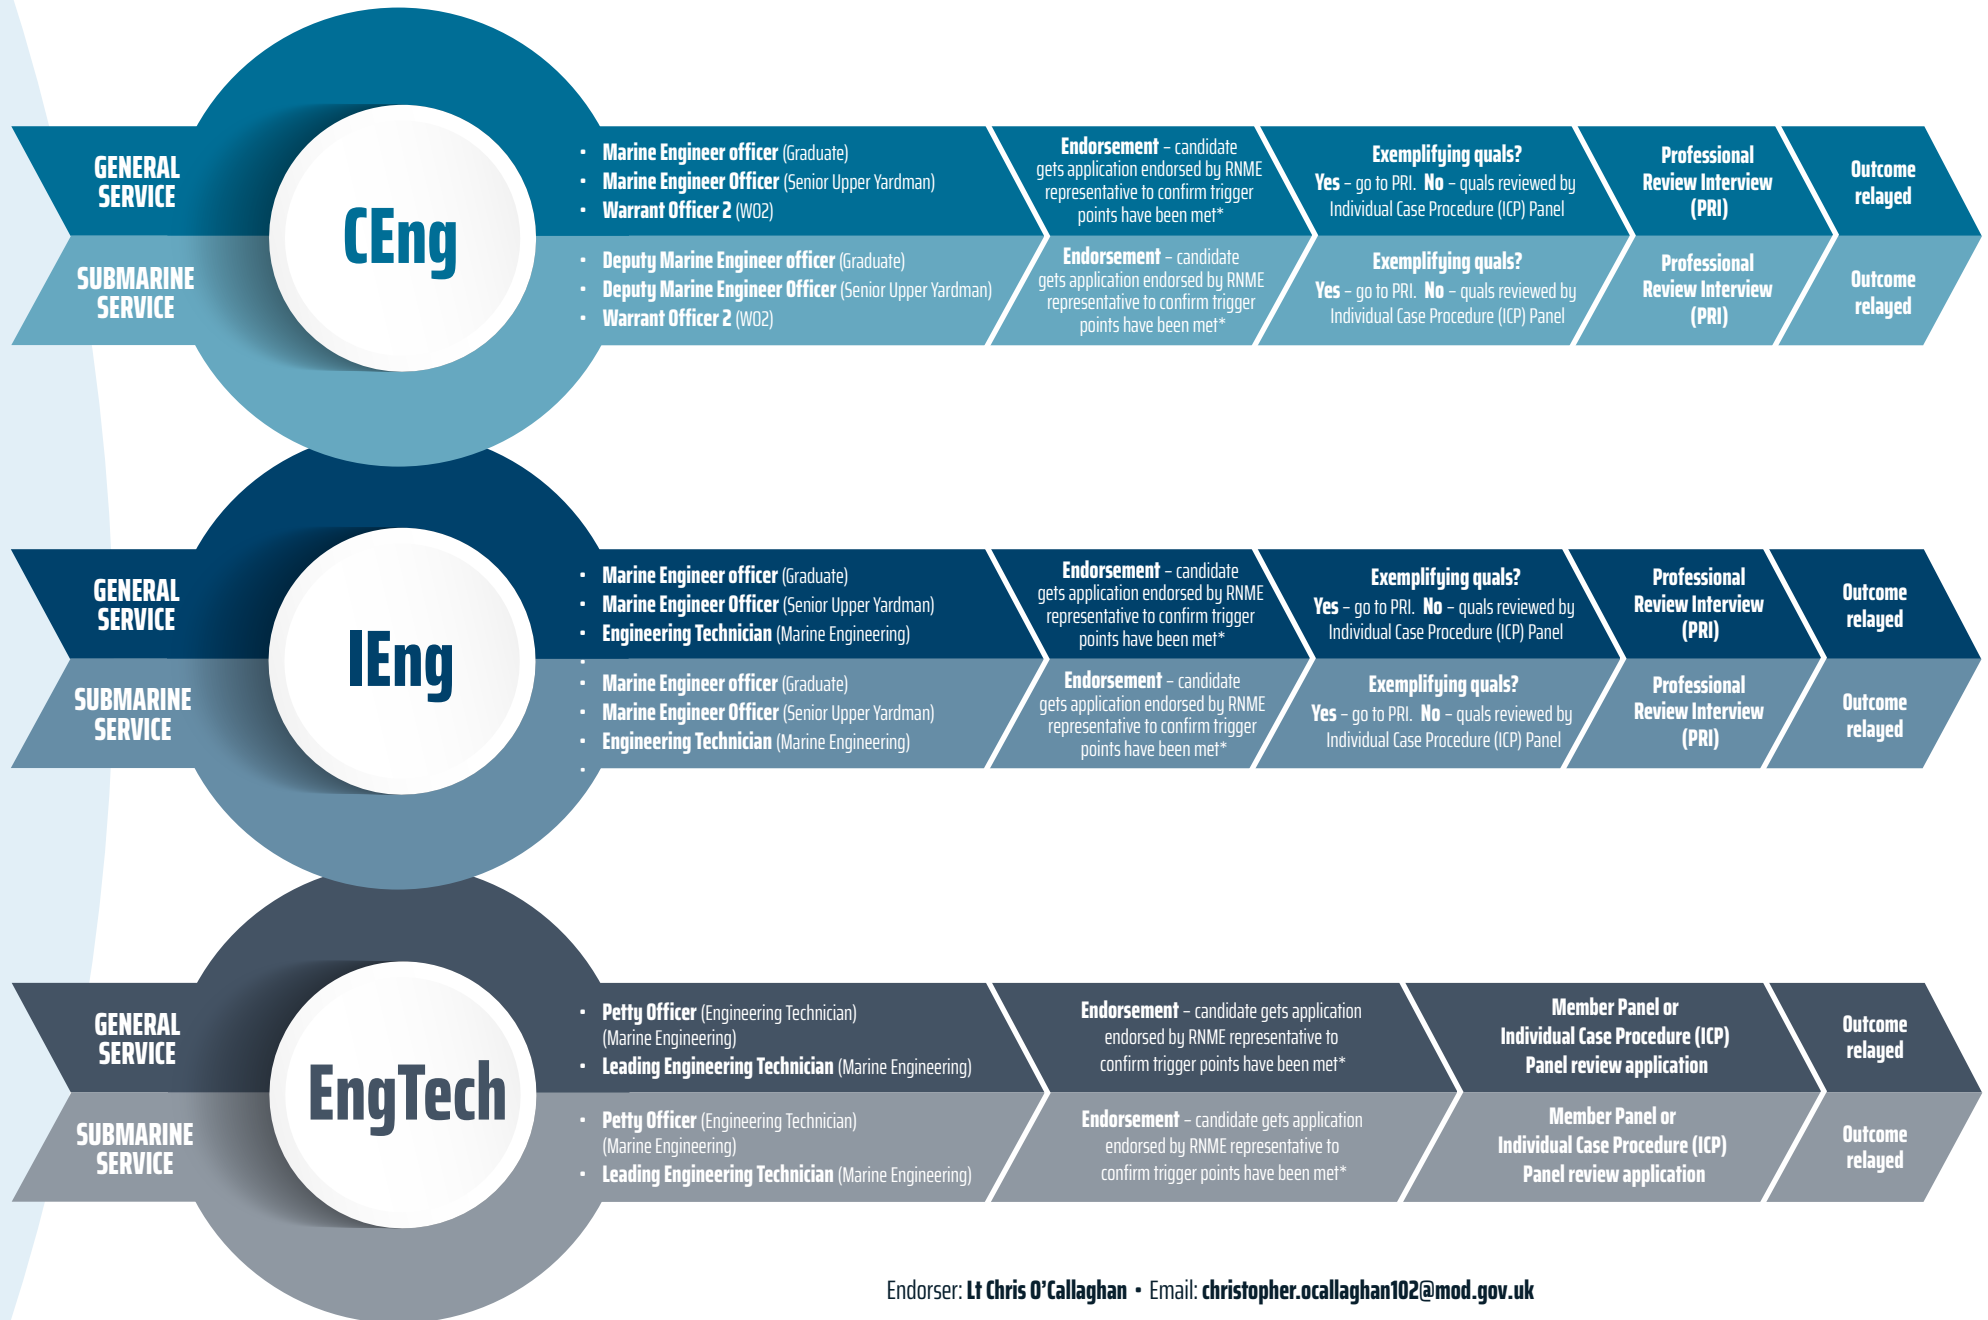 GENERAL
SERVICE
SUBMARINE
SERVICE
CEng
• Marine Engineer officer (Graduate)
• Marine Engineer Officer (Senior Upper Yardman)
• Warrant Officer 2 (WO2)
Endorsement – candidate
gets application endorsed by RNME
representative to confirm trigger
points have been met*
Exemplifying quals?
Yes – go to PRI. No – quals reviewed by
Individual Case Procedure (ICP) Panel
Professional
Review Interview
(PRI)
Outcome
relayed
• Deputy Marine Engineer officer (Graduate)
• Deputy Marine Engineer Officer (Senior Upper Yardman)
• Warrant Officer 2 (WO2)
Endorsement – candidate
gets application endorsed by RNME
representative to confirm trigger
points have been met*
Exemplifying quals?
Yes – go to PRI. No – quals reviewed by
Individual Case Procedure (ICP) Panel
Professional
Review Interview
(PRI)
Outcome
relayed
GENERAL
SERVICE
SUBMARINE
SERVICE
IEng
• Marine Engineer officer (Graduate)
• Marine Engineer Officer (Senior Upper Yardman)
• Engineering Technician (Marine Engineering)
•
Endorsement – candidate
gets application endorsed by RNME
representative to confirm trigger
points have been met*
Exemplifying quals?
Yes – go to PRI. No – quals reviewed by
Individual Case Procedure (ICP) Panel
Professional
Review Interview
(PRI)
Outcome
relayed
• Marine Engineer officer (Graduate)
• Marine Engineer Officer (Senior Upper Yardman)
• Engineering Technician (Marine Engineering)
•
Endorsement – candidate
gets application endorsed by RNME
representative to confirm trigger
points have been met*
Exemplifying quals?
Yes – go to PRI. No – quals reviewed by
Individual Case Procedure (ICP) Panel
Professional
Review Interview
(PRI)
Outcome
relayed
GENERAL
SERVICE
SUBMARINE
SERVICE
EngTech
• Petty Officer (Engineering Technician)
(Marine Engineering)
• Leading Engineering Technician (Marine Engineering)
Endorsement – candidate gets application
endorsed by RNME representative to
confirm trigger points have been met*
Member Panel or
Individual Case Procedure (ICP)
Panel review application
Outcome
relayed
• Petty Officer (Engineering Technician)
(Marine Engineering)
• Leading Engineering Technician (Marine Engineering)
Endorsement – candidate gets application
endorsed by RNME representative to
confirm trigger points have been met*
Member Panel or
Individual Case Procedure (ICP)
Panel review application
Outcome
relayed
Endorser: Lt Chris O’Callaghan • Email: christopher.ocallaghan102@mod.gov.uk